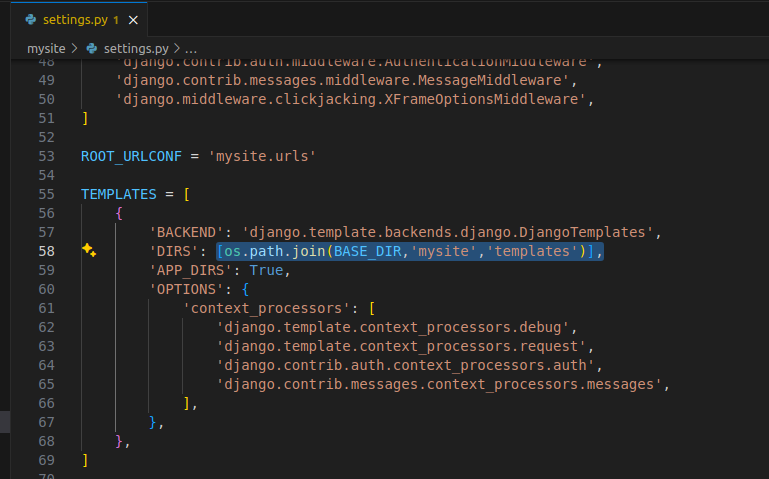 settings.py 1 ×
mysite > settings.py > ...
48 'django.contrib.auth.middleware.AuthenticationMiddleware',
49 'django.contrib.messages.middleware.MessageMiddleware',
50 'django.middleware.clickjacking.XFrameOptionsMiddleware',
51 ]
52
53 ROOT_URLCONF = 'mysite.urls'
54
55 TEMPLATES = [
56 {
57 'BACKEND': 'django.template.backends.django.DjangoTemplates',
58 'DIRS': [os.path.join(BASE_DIR,'mysite','templates')],
59 'APP_DIRS': True,
60 'OPTIONS': {
61 'context_processors': [
62 'django.template.context_processors.debug',
63 'django.template.context_processors.request',
64 'django.contrib.auth.context_processors.auth',
65 'django.contrib.messages.context_processors.messages',
66 ],
67 },
68 },
69 ]
70